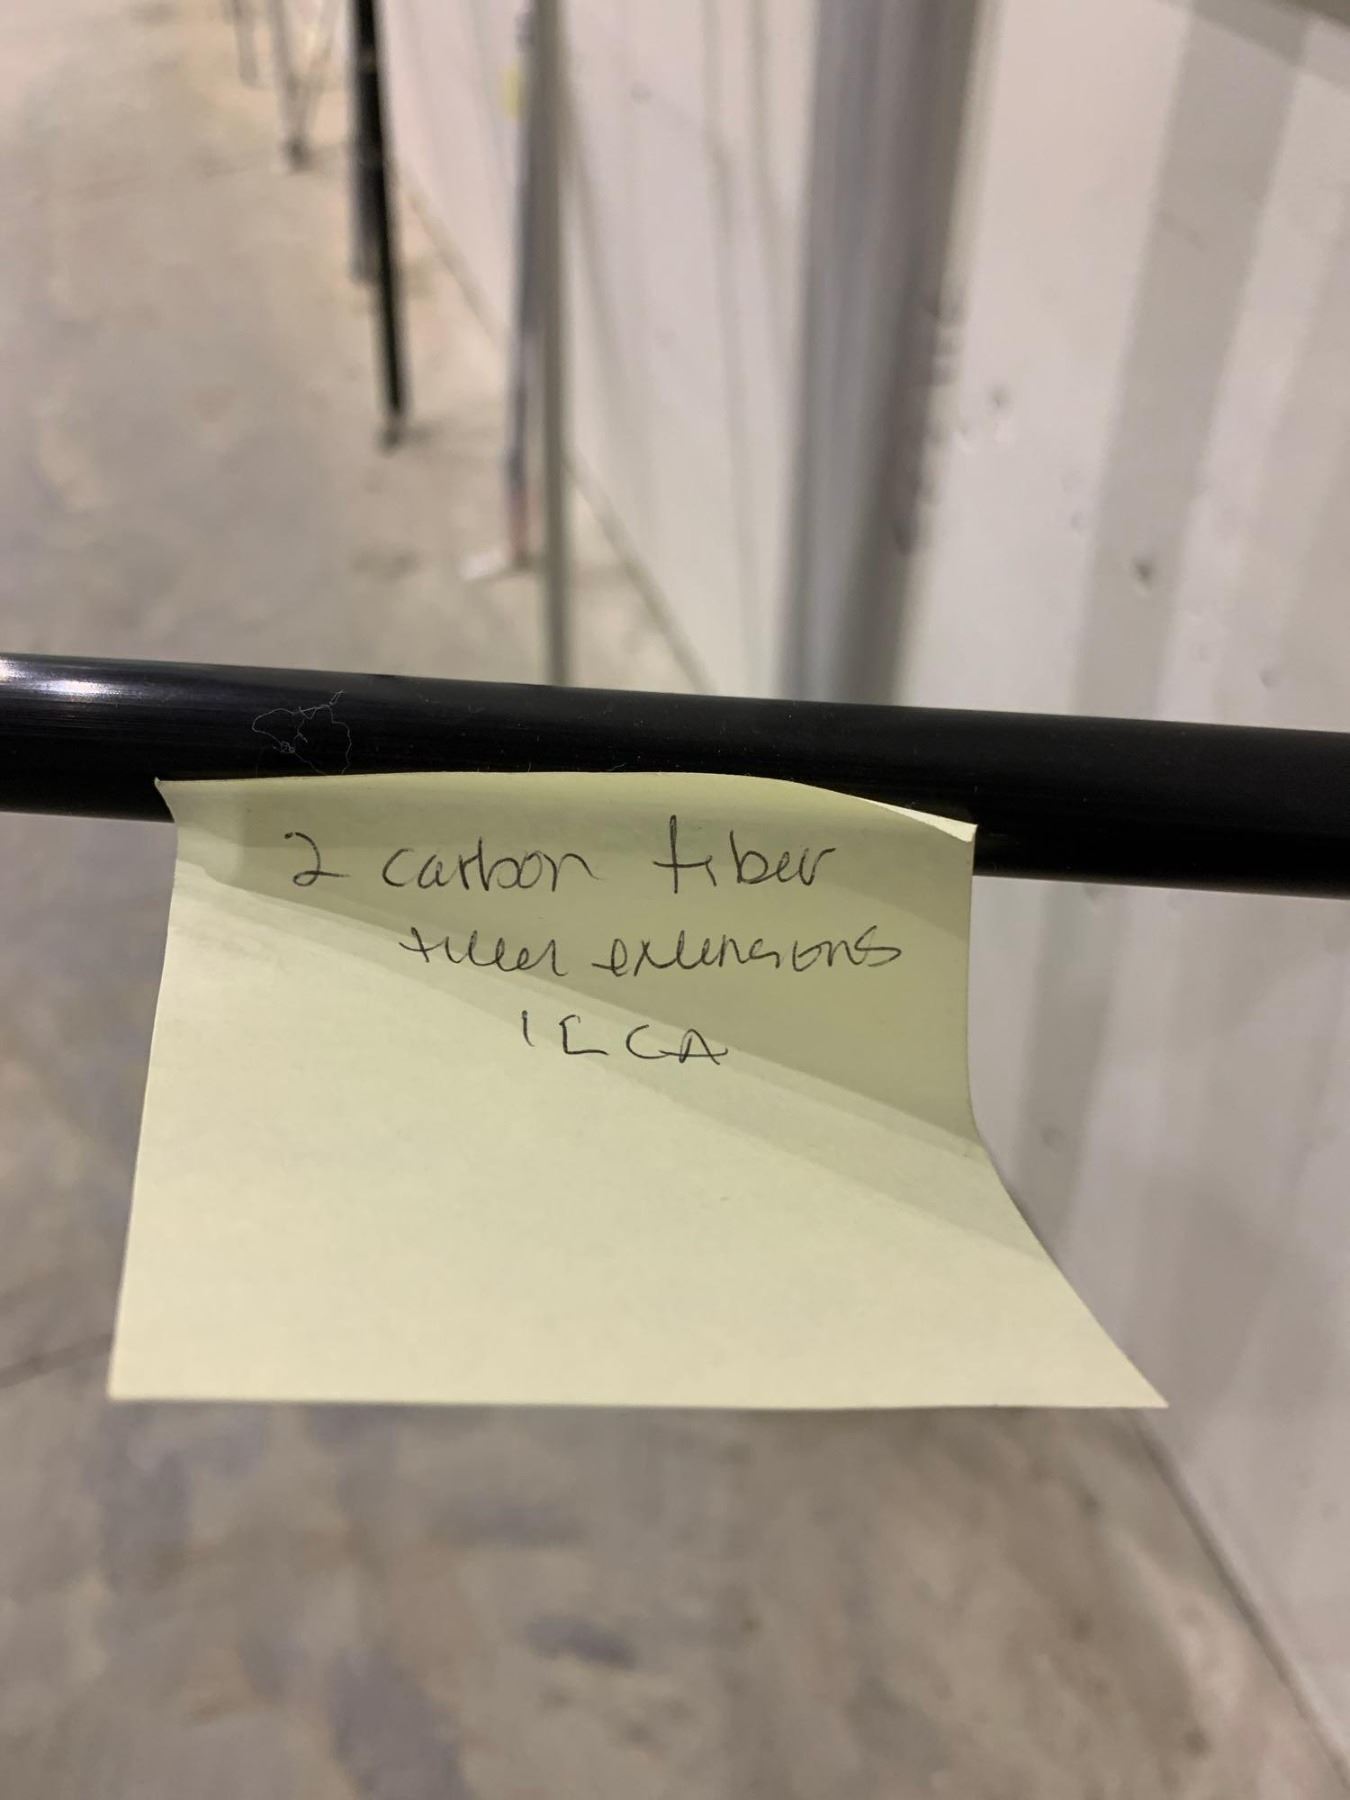 2 carbon fiber
tiller extensions
ILCA